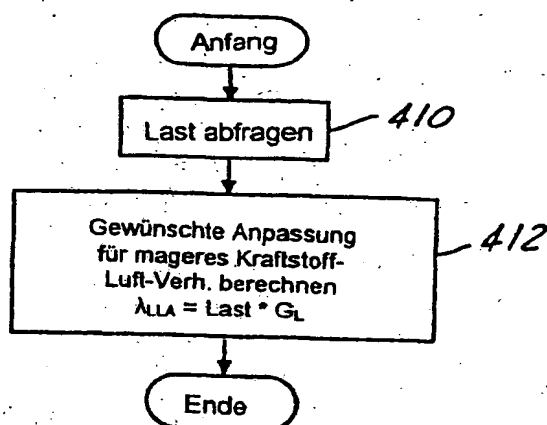 Anfang
Last abfragen
410
Gewünschte Anpassung
für mageres Kraftstoff-
Luft-Verh. berechnen
λLLA = Last * GL
412
Ende